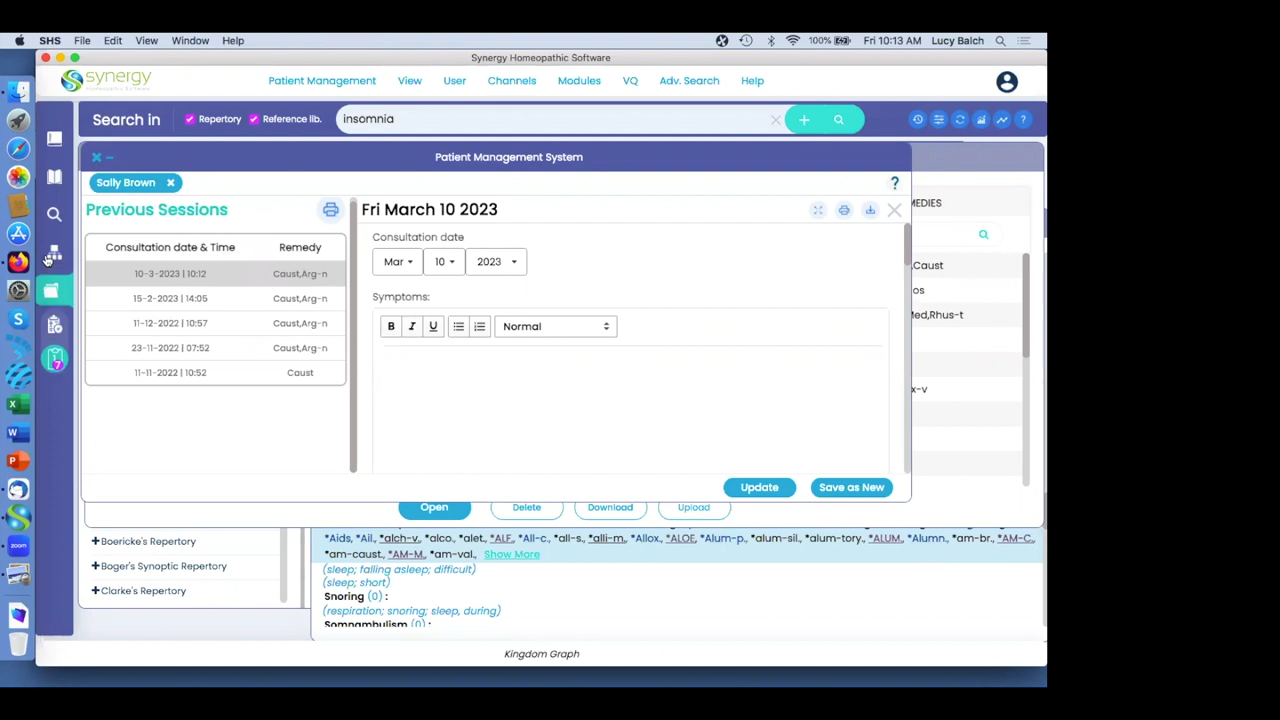 SHS File Edit View Window Help 100% Fri 10:13 AM Lucy Balch
Synergy Homeopathic Software
synergy Patient Management View User Channels Modules VQ Adv. Search Help
Homeopathic Software
Search in Repertory Reference lib. insomnia
Patient Management System
Sally Brown
Previous Sessions
Fri March 10 2023
MEDIES
Consultation date & Time Remedy
10-3-2023 | 10:12 Caust,Arg-n
15-2-2023 | 14:05 Caust,Arg-n
11-12-2022 | 10:57 Caust,Arg-n
23-11-2022 | 07:52 Caust,Arg-n
11-11-2022 | 10:52 Caust
Consultation date
Mar 10 2023
Symptoms:
B I U Normal
,Caust
os
Med,Rhus-t
x-v
7
Update Save as New
Open Delete Download Upload
*Aids, *Ail., *alch-v., *alco., *alet., *ALF., *All-c., *all-s., *alli-m., *Allox., *ALOE, *Alum-p., *alum-sil., *alum-tory., *ALUM., *Alumn., *am-br., *AM-C.,
*am-caust., *AM-M., *am-val., Show More
(sleep; falling asleep; difficult)
(sleep; short)
Snoring (0) :
(respiration; snoring; sleep, during)
Somnambulism (0) :
+Boericke's Repertory
+Boger's Synoptic Repertory
+Clarke's Repertory
Kingdom Graph
zoom